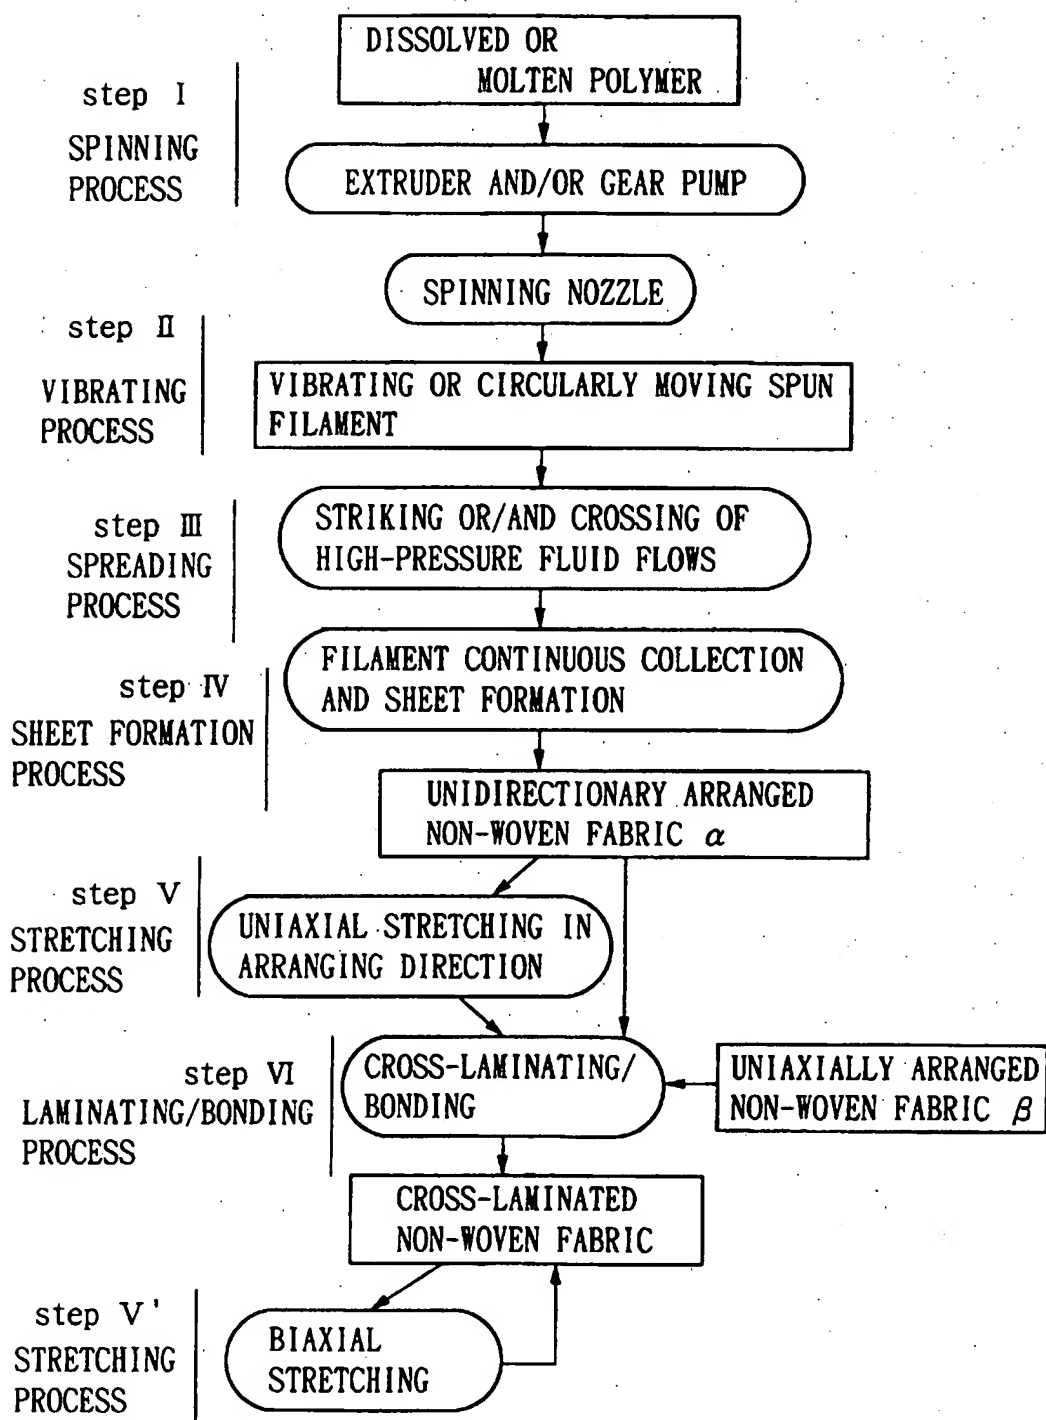 DISSOLVED OR
MOLTEN POLYMER
step I
SPINNING
PROCESS
EXTRUDER AND/OR GEAR PUMP
SPINNING NOZZLE
step II
VIBRATING
PROCESS
VIBRATING OR CIRCULARLY MOVING SPUN
FILAMENT
step III
SPREADING
PROCESS
STRIKING OR/AND CROSSING OF
HIGH-PRESSURE FLUID FLOWS
FILAMENT CONTINUOUS COLLECTION
AND SHEET FORMATION
step IV
SHEET FORMATION
PROCESS
UNIDIRECTIONARY ARRANGED
NON-WOVEN FABRIC α
step V
STRETCHING
PROCESS
UNIAXIAL STRETCHING IN
ARRANGING DIRECTION
step VI
LAMINATING/BONDING
PROCESS
CROSS-LAMINATING/
BONDING
UNIAXIALLY ARRANGED
NON-WOVEN FABRIC β
CROSS-LAMINATED
NON-WOVEN FABRIC
step V'
STRETCHING
PROCESS
BIAXIAL
STRETCHING